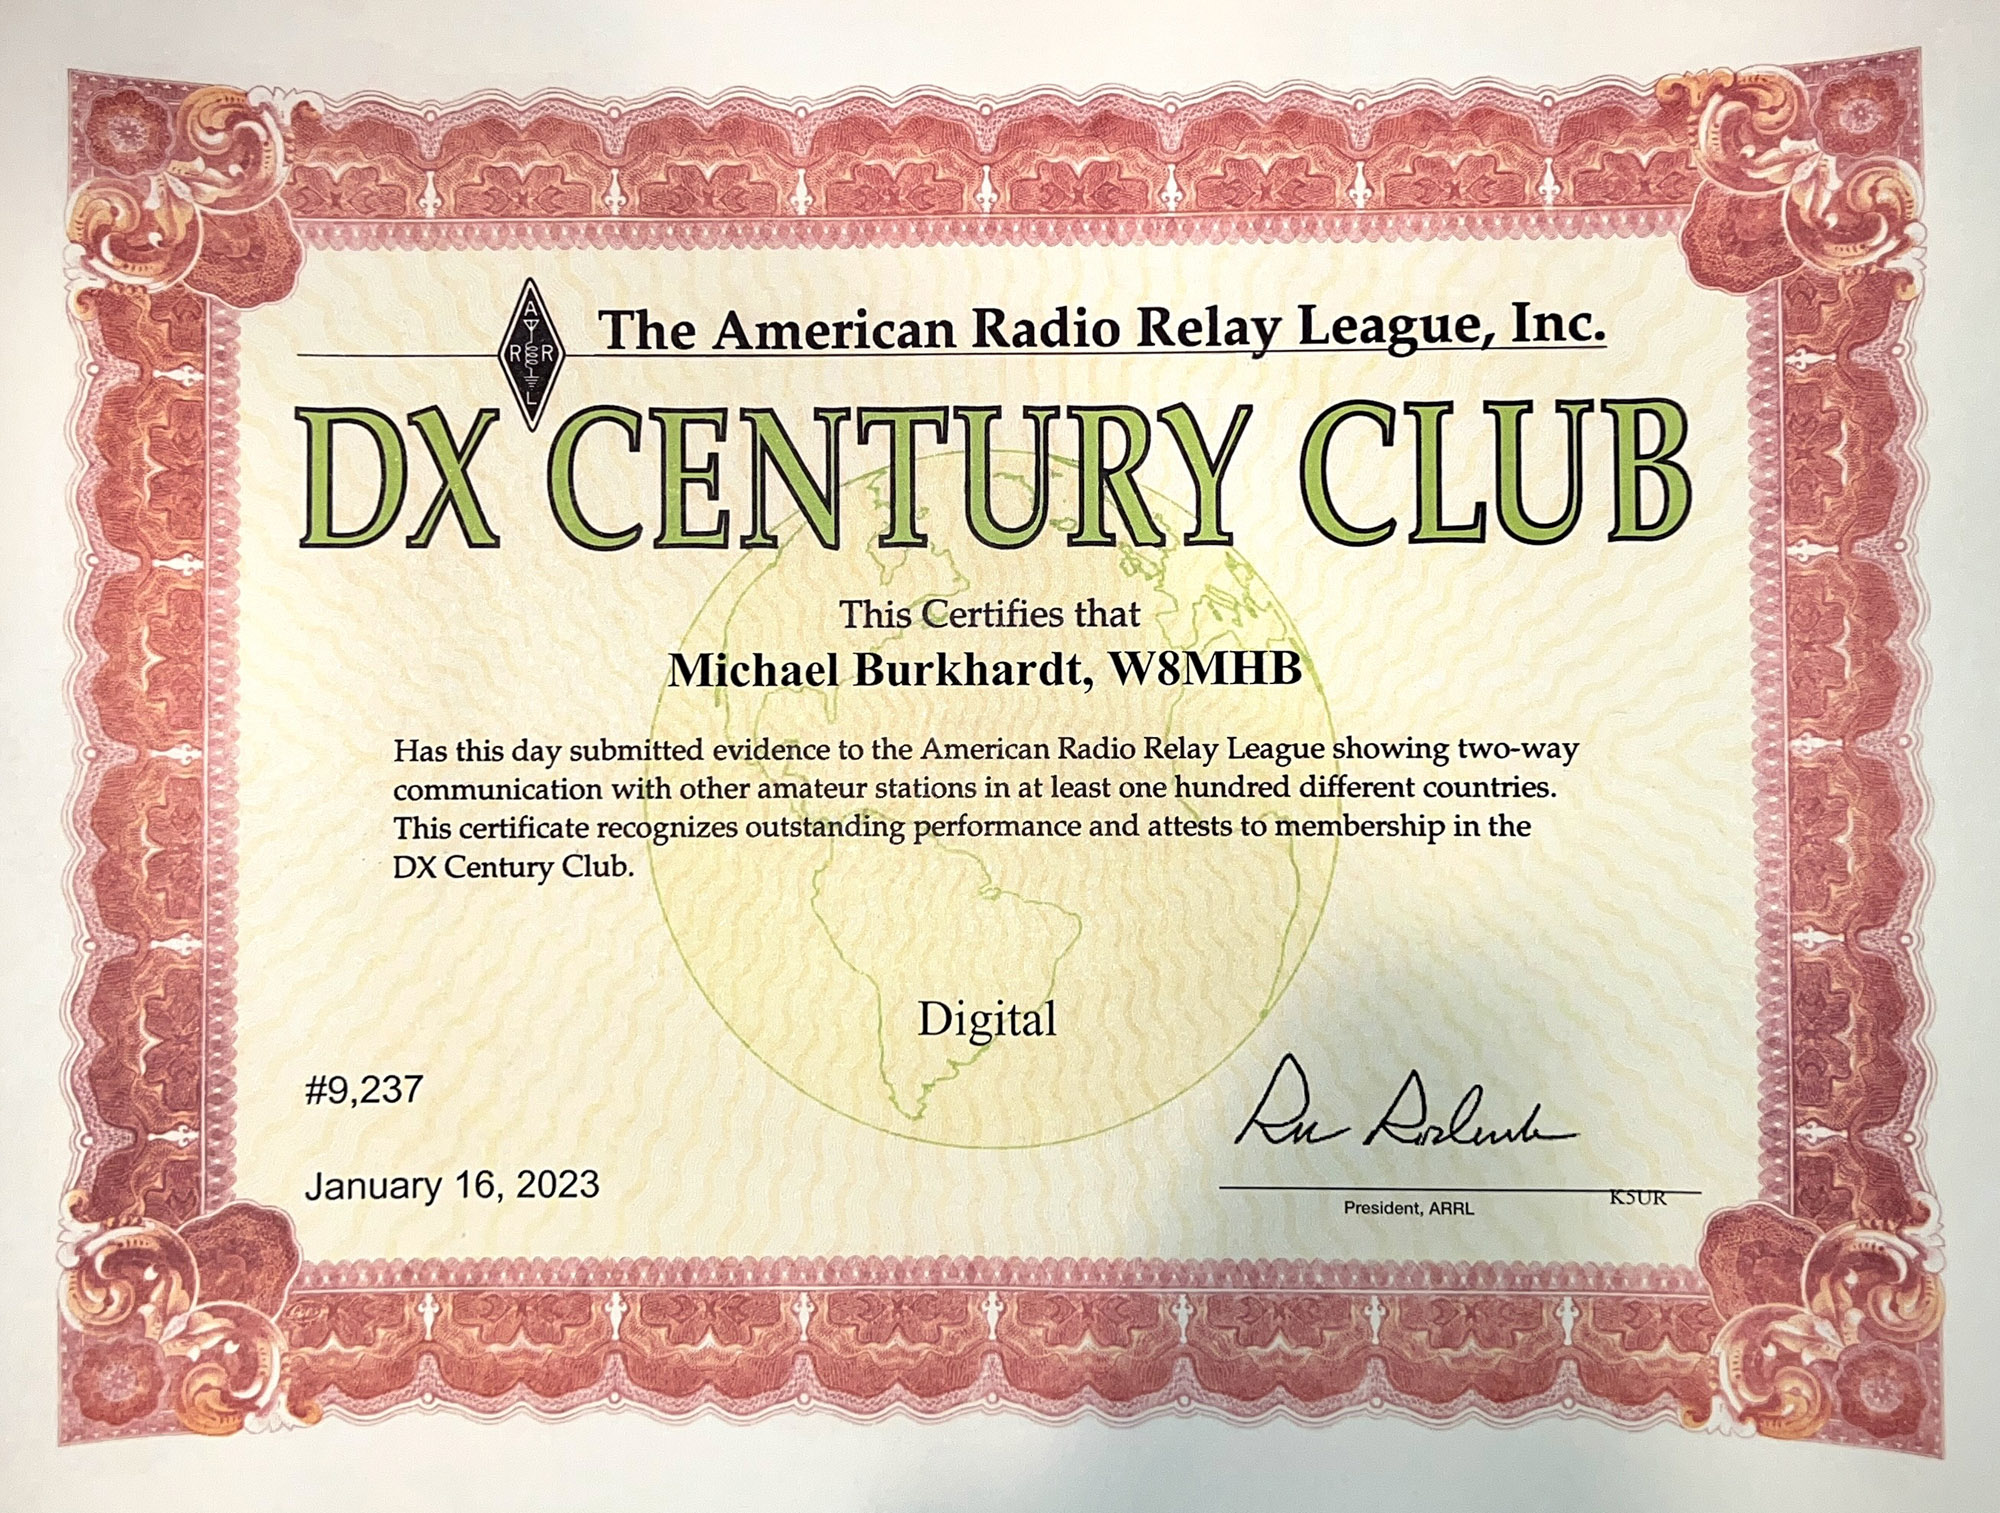 The American Radio Relay League, Inc.
A
R R
L
DX CENTURY CLUB
This Certifies that
Michael Burkhardt, W8MHB
Has this day submitted evidence to the American Radio Relay League showing two-way
communication with other amateur stations in at least one hundred different countries.
This certificate recognizes outstanding performance and attests to membership in the
DX Century Club.
Digital
#9,237
January 16, 2023
President, ARRL
K5UR